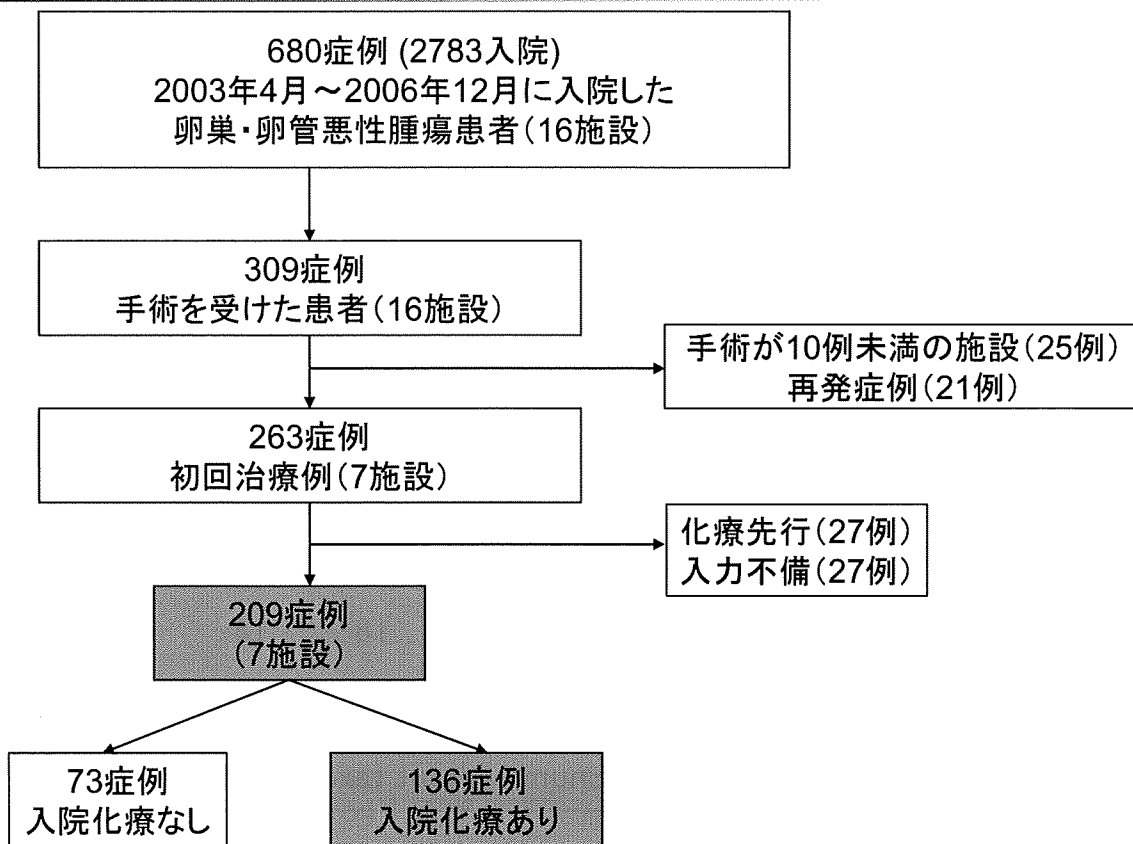 680症例 (2783入院)
2003年4月～2006年12月に入院した
卵巣・卵管悪性腫瘍患者（16施設）
309症例
手術を受けた患者（16施設）
手術が10例未満の施設（25例）
再発症例（21例）
263症例
初回治療例（7施設）
化療先行（27例）
入力不備（27例）
209症例
（7施設）
73症例
入院化療なし
136症例
入院化療あり